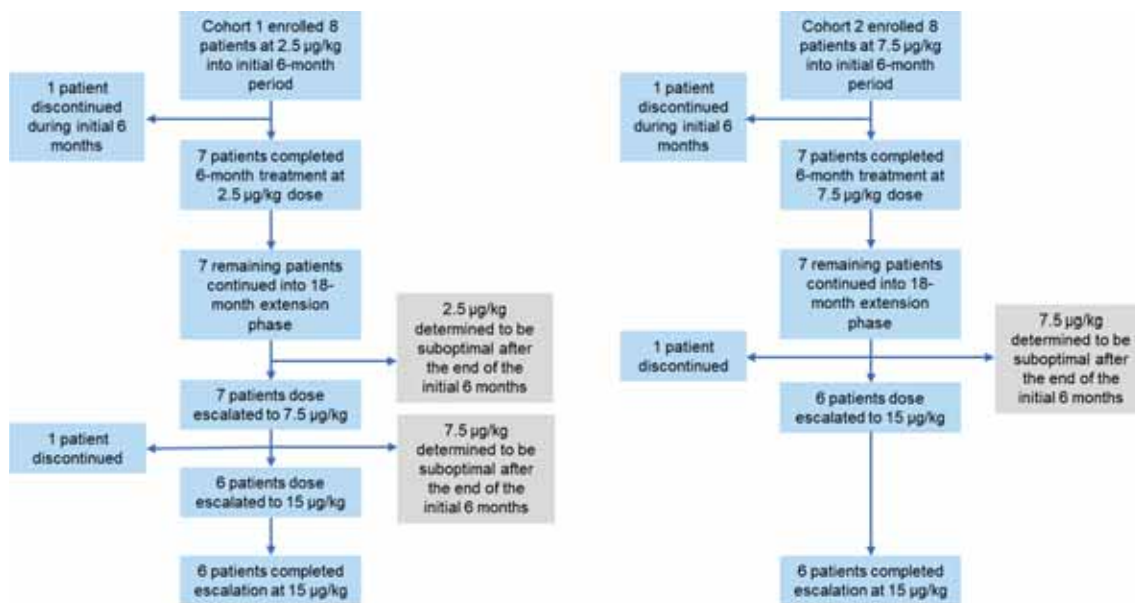 Cohort 1 enrolled 8
patients at 2.5 µg/kg
into initial 6-month
period
1 patient
discontinued
during initial 6
months
7 patients completed
6-month treatment at
2.5 µg/kg dose
7 remaining patients
continued into 18-
month extension
phase
2.5 µg/kg
determined to be
suboptimal after
the end of the
initial 6 months
7 patients dose
escalated to 7.5 µg/kg
1 patient
discontinued
7.5 µg/kg
determined to be
suboptimal after
the end of the
initial 6 months
6 patients dose
escalated to 15 µg/kg
6 patients completed
escalation at 15 µg/kg
Cohort 2 enrolled 8
patients at 7.5 µg/kg
into initial 6-month
period
1 patient
discontinued
during initial 6
months
7 patients completed
6-month treatment at
7.5 µg/kg dose
7 remaining patients
continued into 18-
month extension
phase
1 patient
discontinued
7.5 µg/kg
determined to be
suboptimal after
the end of the
initial 6 months
6 patients dose
escalated to 15 µg/kg
6 patients completed
escalation at 15 µg/kg